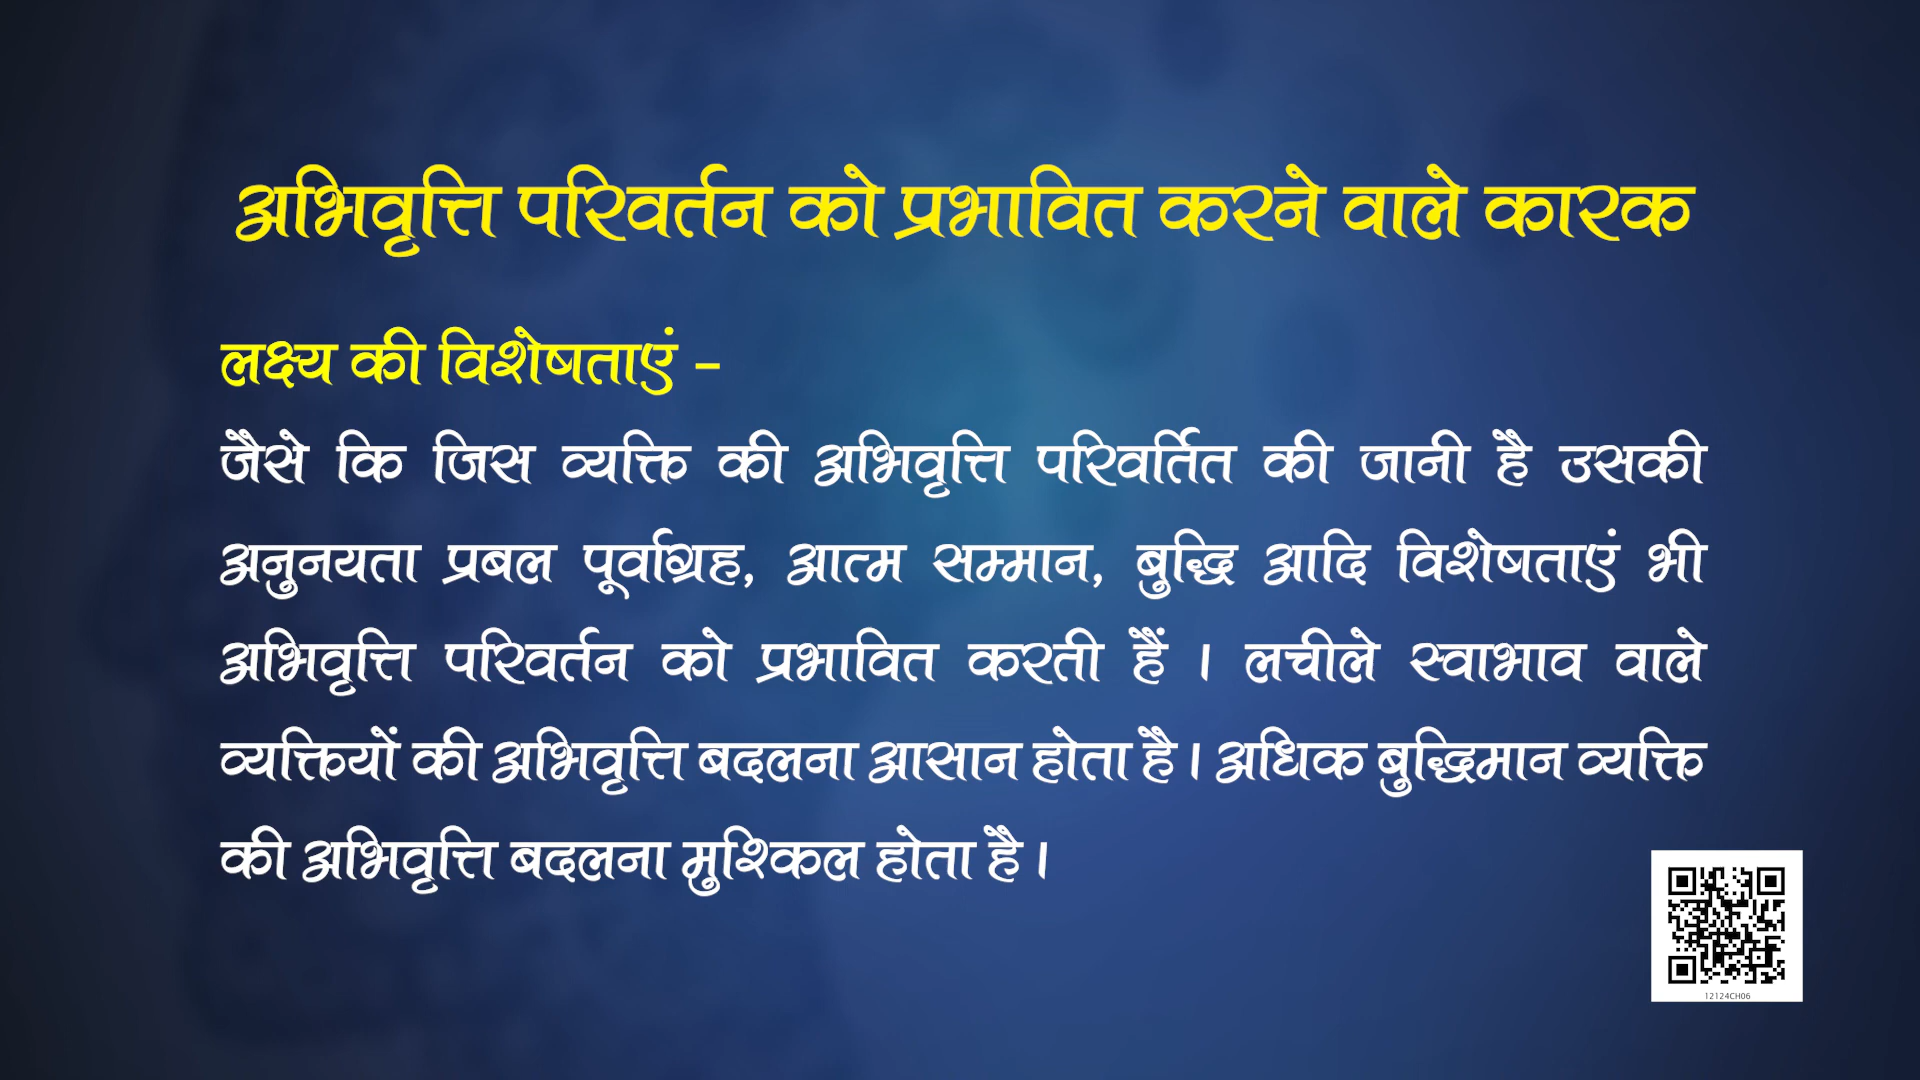 अभिवृत्ति परिवर्तन को प्रभावित करने वाले कारक
लक्ष्य की विशेषताएं -
जैसे कि जिस व्यक्ति की अभिवृत्ति परिवर्तित की जानी है उसकी
अनुनयता प्रबल पूर्वाग्रह, आत्म सम्मान, बुद्धि आदि विशेषताएं भी
अभिवृत्ति परिवर्तन को प्रभावित करती हैं । लचीले स्वाभाव वाले
व्यक्तियों की अभिवृत्ति बदलना आसान होता है । अधिक बुद्धिमान व्यक्ति
की अभिवृत्ति बदलना मुश्किल होता है ।
12124CH06